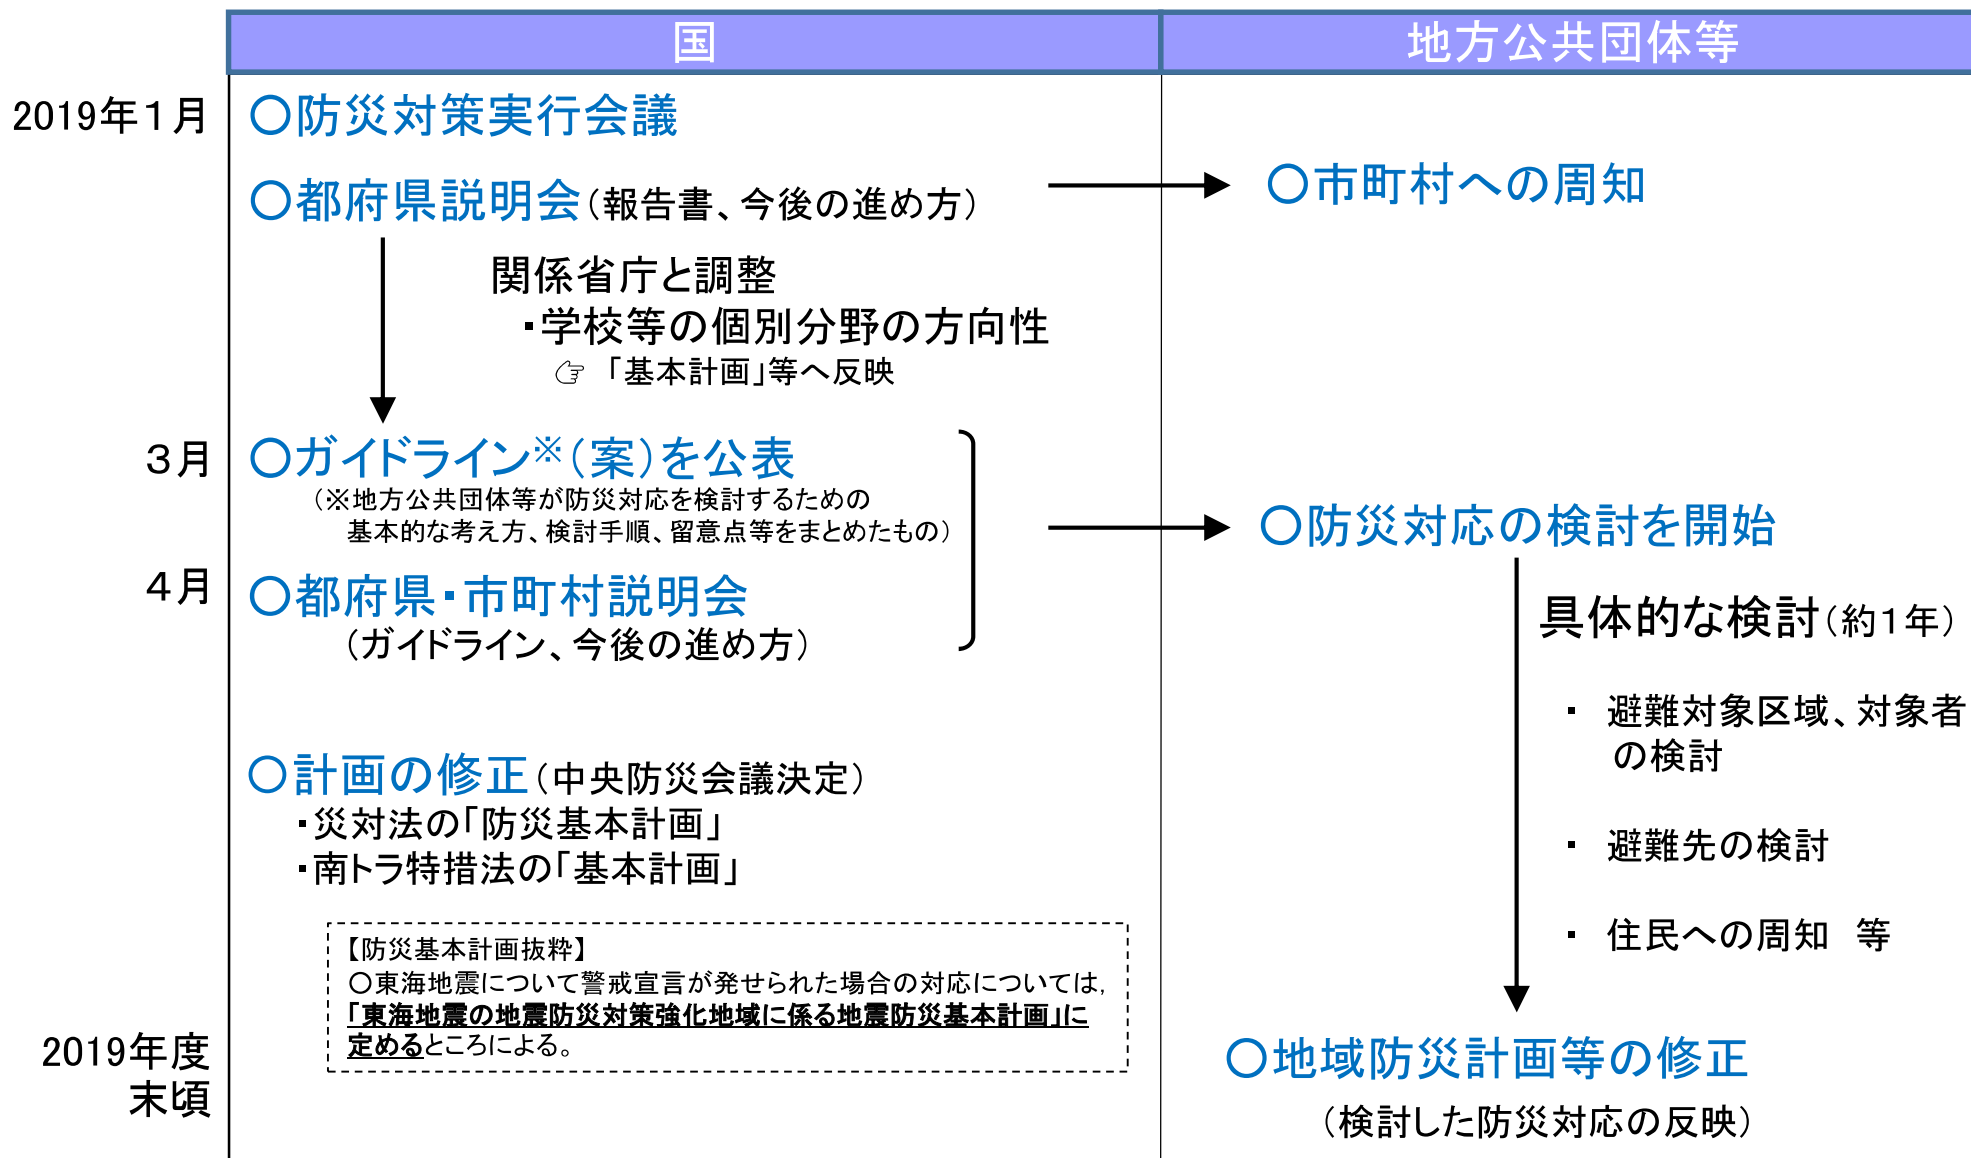 国
地方公共団体等
2019年１月
○防災対策実行会議
○都府県説明会（報告書、今後の進め方）
○市町村への周知
関係省庁と調整
・学校等の個別分野の方向性
☞ 「基本計画」等へ反映
３月
○ガイドライン※（案）を公表
（※地方公共団体等が防災対応を検討するための
基本的な考え方、検討手順、留意点等をまとめたもの）
○防災対応の検討を開始
４月
○都府県・市町村説明会
（ガイドライン、今後の進め方）
具体的な検討（約１年）
・ 避難対象区域、対象者
の検討
・ 避難先の検討
・ 住民への周知　等
○計画の修正（中央防災会議決定）
・災対法の「防災基本計画」
・南トラ特措法の「基本計画」
【防災基本計画抜粋】
○東海地震について警戒宣言が発せられた場合の対応については，
「東海地震の地震防災対策強化地域に係る地震防災基本計画」に
定めるところによる。
2019年度
末頃
○地域防災計画等の修正
（検討した防災対応の反映）